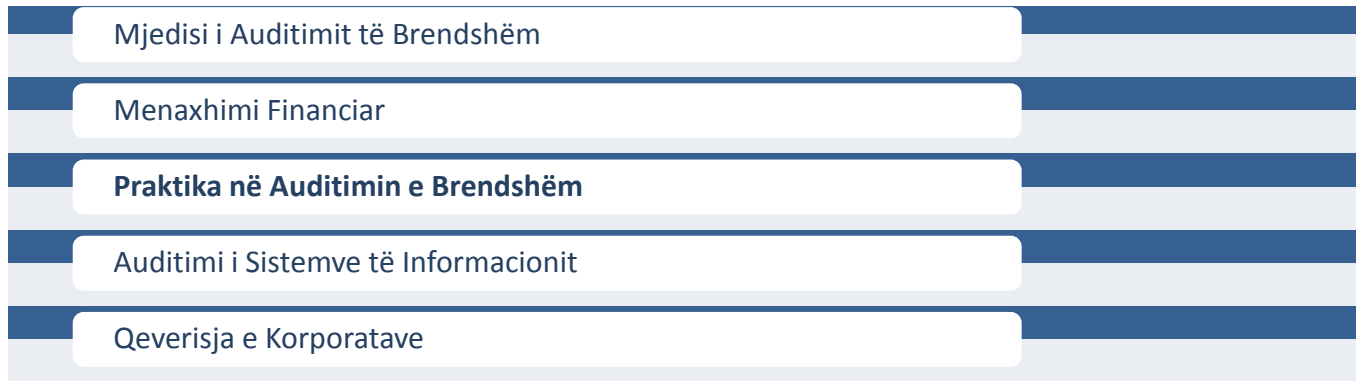 Mjedisi i Auditimit të Brendshëm
Menaxhimi Financiar
Praktika në Auditimin e Brendshëm
Auditimi i Sistemve të Informacionit
Qeverisja e Korporatave